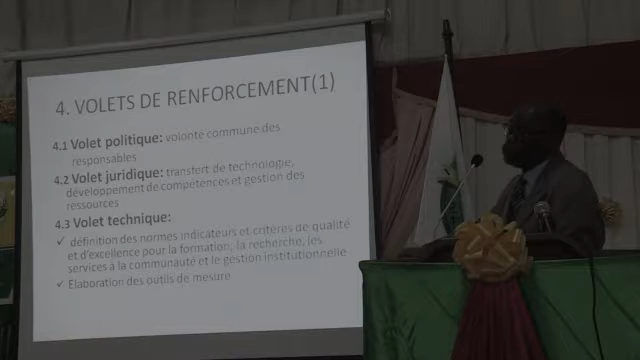 4. VOLETS DE RENFORCEMENT(1)
4.1 Volet politique: volonté commune des
responsables
4.2 Volet juridique: transfert de technologie,
développement de compétences et gestion des
ressources
4.3 Volet technique:
✓ définition des normes indicateurs et critères de qualité
et d'excellence pour la formation, la recherche, les
services à la communauté et le gestion institutionnelle
✓ Elaboration des outils de mesure